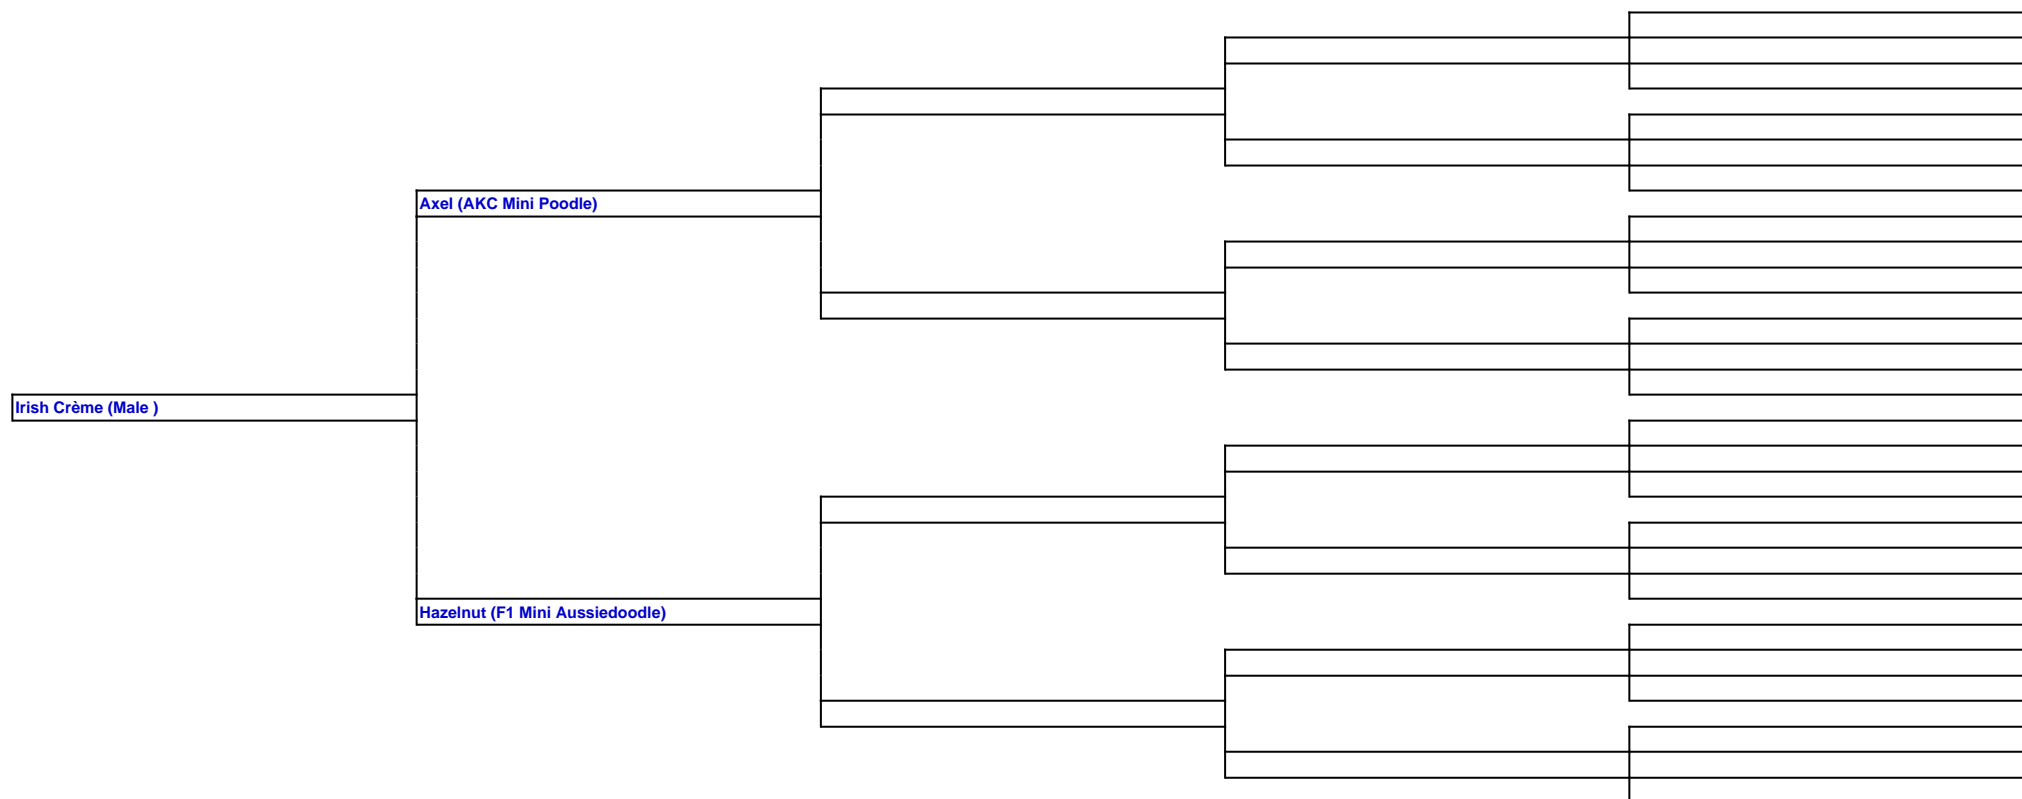 Axel (AKC Mini Poodle)
Irish Crème (Male )
Hazelnut (F1 Mini Aussiedoodle)